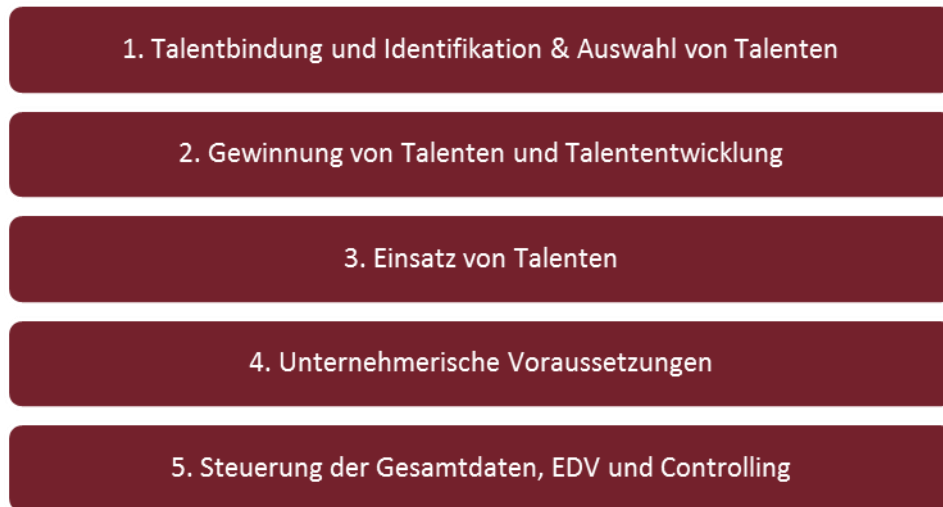 1. Talentbindung und Identifikation & Auswahl von Talenten
2. Gewinnung von Talenten und Talententwicklung
3. Einsatz von Talenten
4. Unternehmerische Voraussetzungen
5. Steuerung der Gesamtdaten, EDV und Controlling